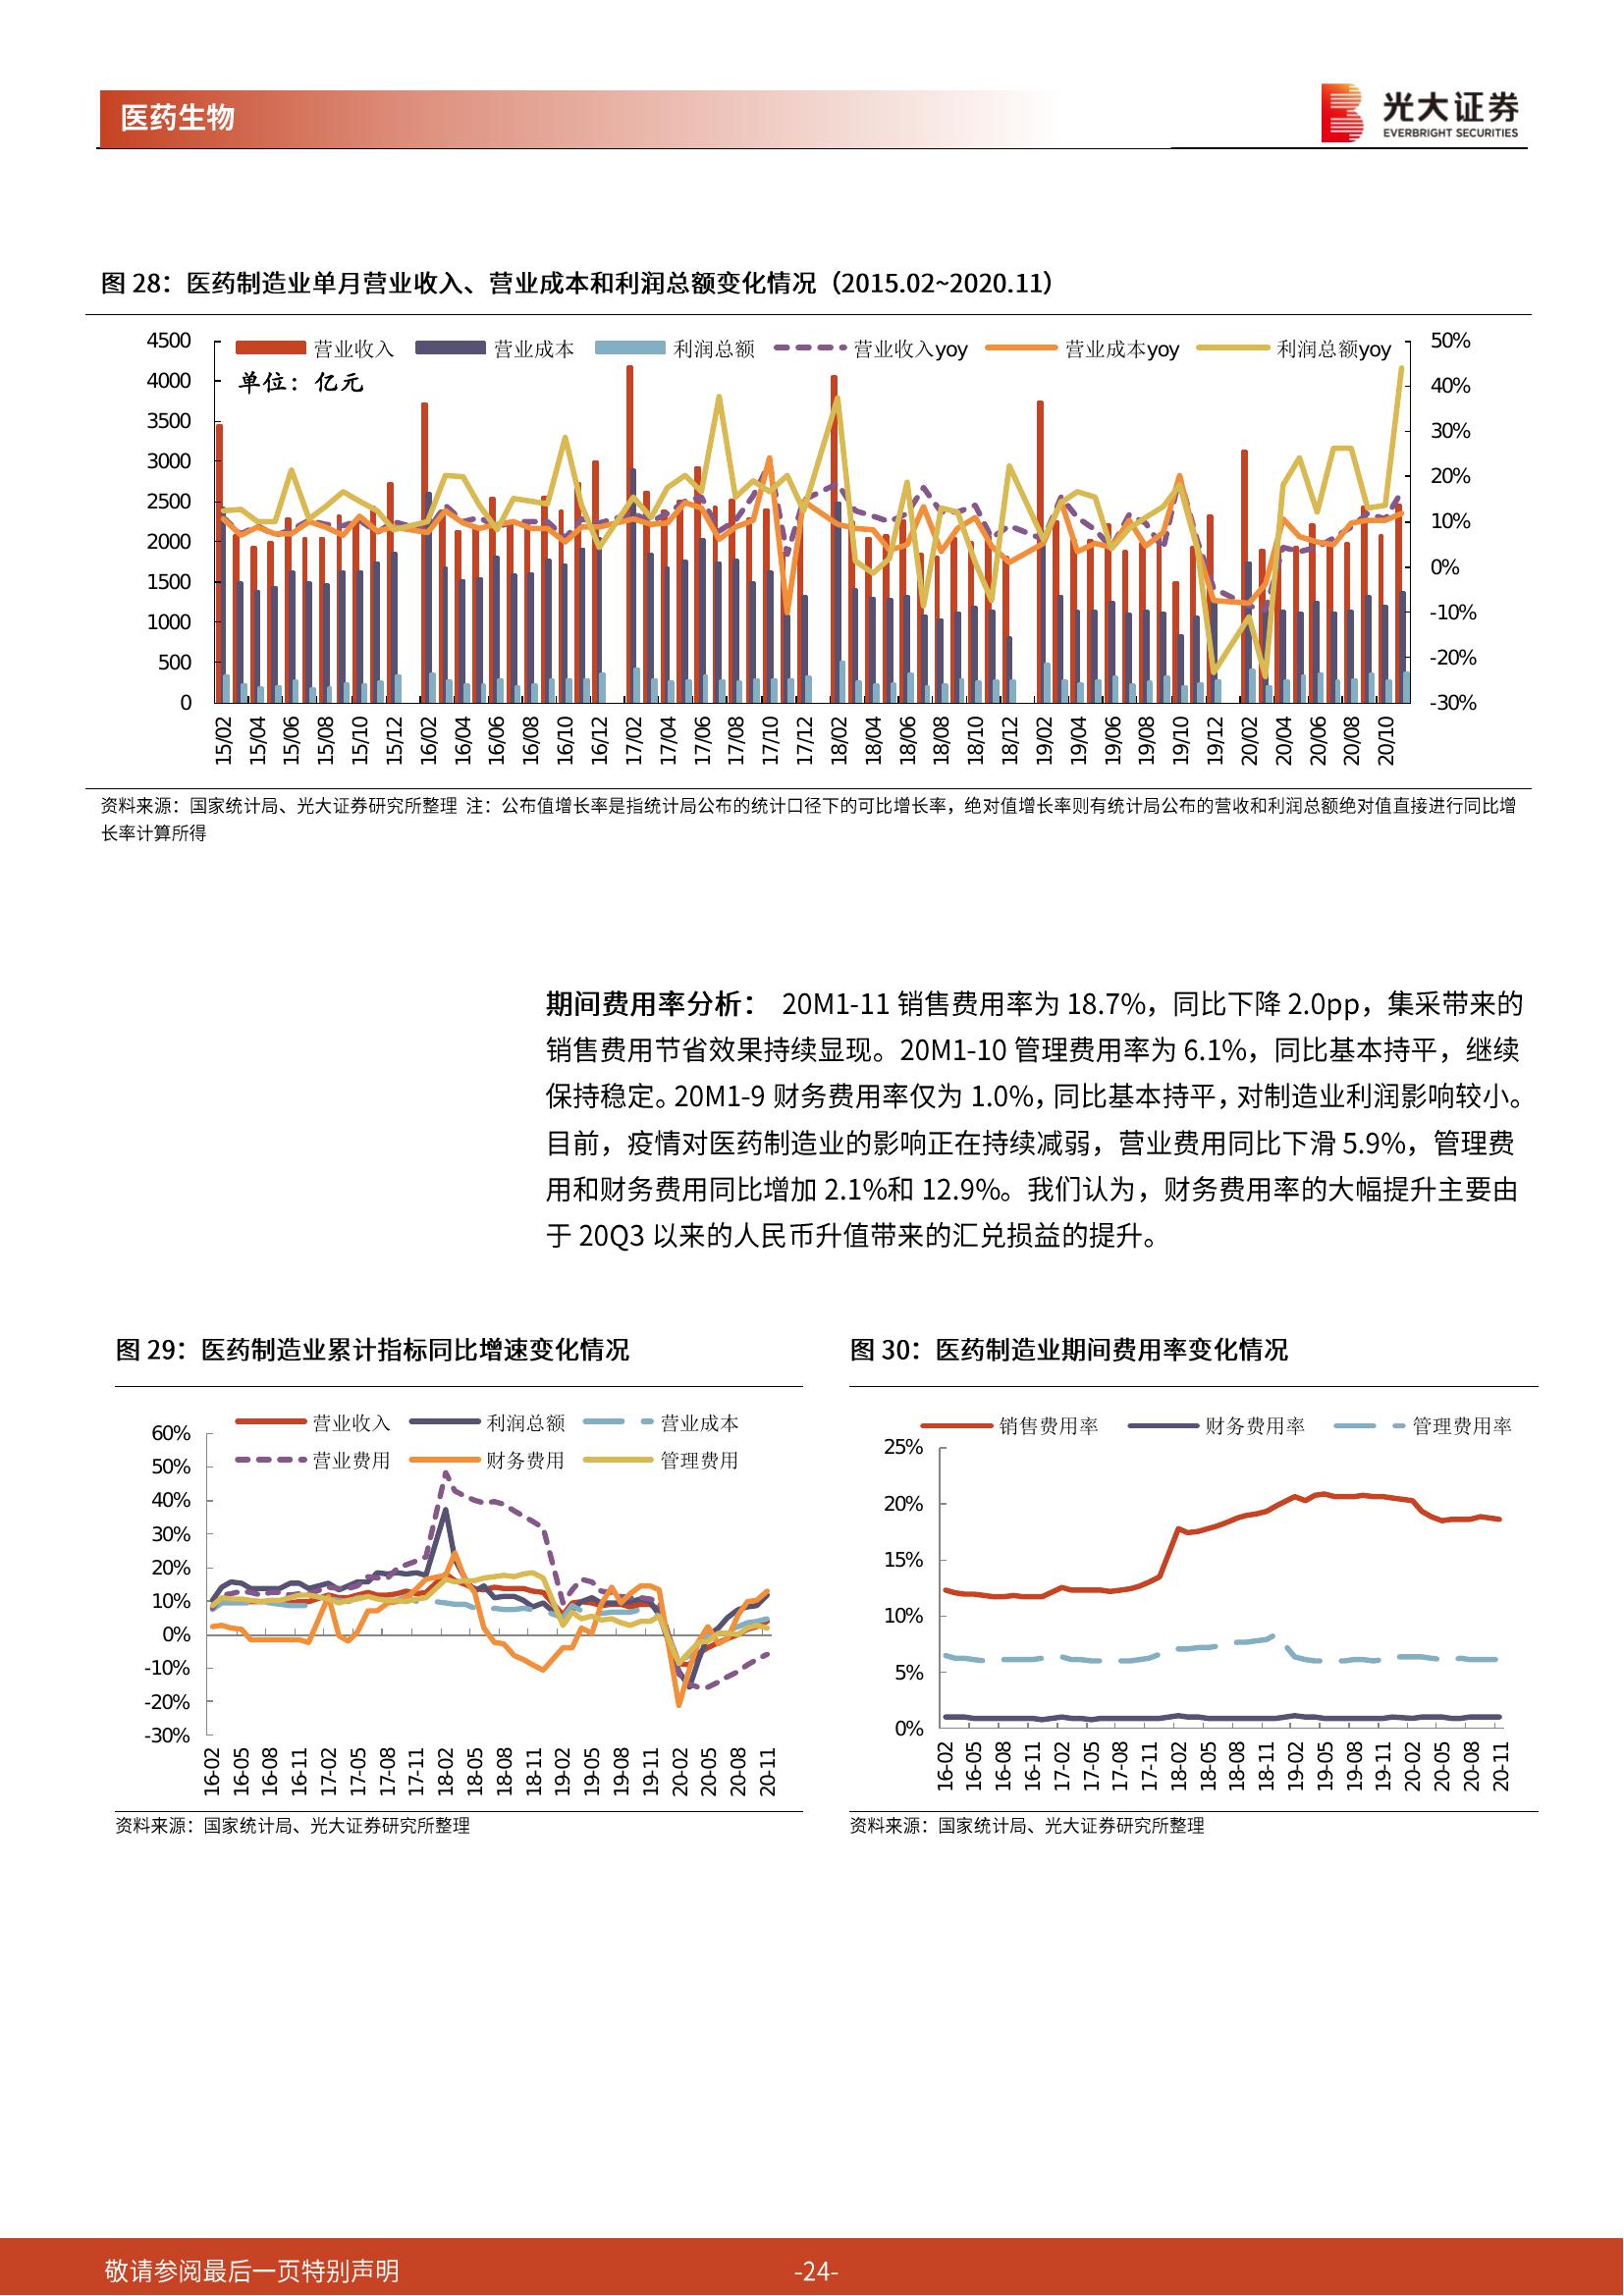 医药生物
光大证券
EVERBRIGHT SECURITIES
图 28：医药制造业单月营业收入、营业成本和利润总额变化情况（2015.02~2020.11）
营业收入 营业成本 利润总额 营业收入yoy 营业成本yoy 利润总额yoy
单位：亿元
4500
4000
3500
3000
2500
2000
1500
1000
500
0
50%
40%
30%
20%
10%
0%
-10%
-20%
-30%
15/02 15/04 15/06 15/08 15/10 15/12 16/02 16/04 16/06 16/08 16/10 16/12 17/02 17/04 17/06 17/08 17/10 17/12 18/02 18/04 18/06 18/08 18/10 18/12 19/02 19/04 19/06 19/08 19/10 19/12 20/02 20/04 20/06 20/08 20/10
资料来源：国家统计局、光大证券研究所整理 注：公布值增长率是指统计局公布的统计口径下的可比增长率，绝对值增长率则有统计局公布的营收和利润总额绝对值直接进行同比增
长率计算所得
期间费用率分析： 20M1-11 销售费用率为 18.7%，同比下降 2.0pp，集采带来的
销售费用节省效果持续显现。20M1-10 管理费用率为 6.1%，同比基本持平，继续
保持稳定。20M1-9 财务费用率仅为 1.0%，同比基本持平，对制造业利润影响较小。
目前，疫情对医药制造业的影响正在持续减弱，营业费用同比下滑 5.9%，管理费
用和财务费用同比增加 2.1%和 12.9%。我们认为，财务费用率的大幅提升主要由
于 20Q3 以来的人民币升值带来的汇兑损益的提升。
图 29：医药制造业累计指标同比增速变化情况
营业收入 利润总额 营业成本
营业费用 财务费用 管理费用
60%
50%
40%
30%
20%
10%
0%
-10%
-20%
-30%
16-02 16-05 16-08 16-11 17-02 17-05 17-08 17-11 18-02 18-05 18-08 18-11 19-02 19-05 19-08 19-11 20-02 20-05 20-08 20-11
资料来源：国家统计局、光大证券研究所整理
图 30：医药制造业期间费用率变化情况
销售费用率 财务费用率 管理费用率
25%
20%
15%
10%
5%
0%
16-02 16-05 16-08 16-11 17-02 17-05 17-08 17-11 18-02 18-05 18-08 18-11 19-02 19-05 19-08 19-11 20-02 20-05 20-08 20-11
资料来源：国家统计局、光大证券研究所整理
敬请参阅最后一页特别声明
-24-